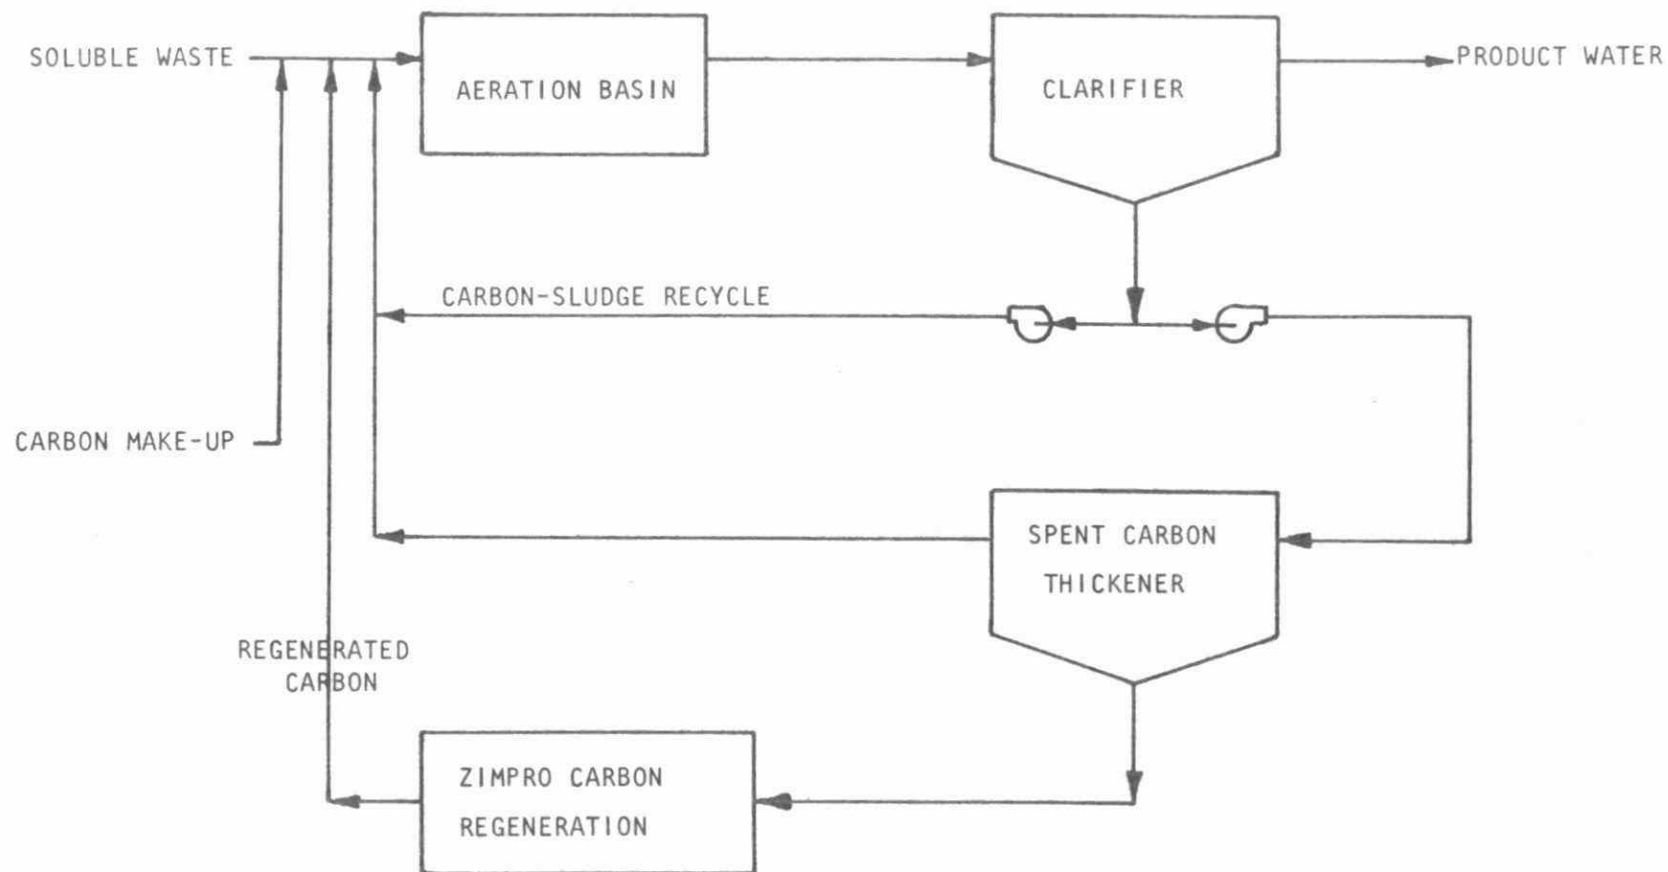 SOLUBLE WASTE
AERATION BASIN
CLARIFIER
PRODUCT WATER
CARBON-SLUDGE RECYCLE
CARBON MAKE-UP
SPENT CARBON
THICKENER
REGENERATED
CARBON
ZIMPRO CARBON
REGENERATION